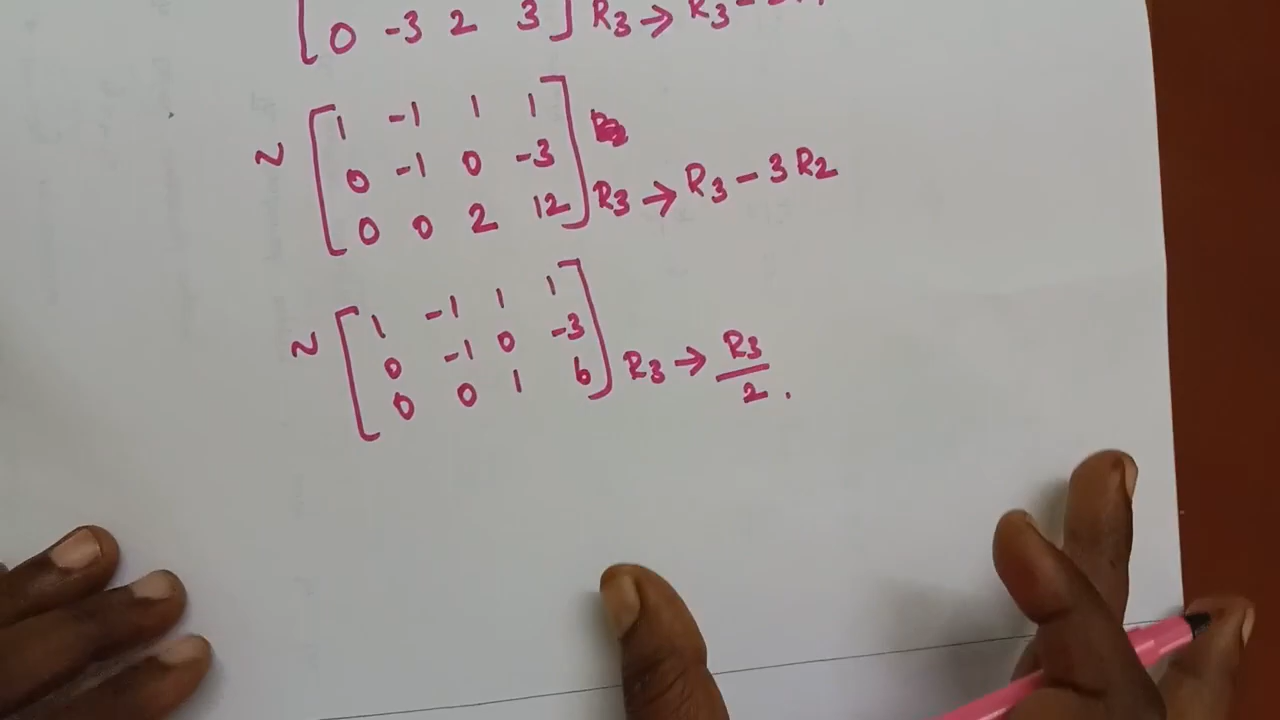 0 -3 2 3 R3 → R3 -
~ 1 -1 1 1
0 -1 0 -3
0 0 2 12 R3 → R3 - 3R2
~ 1 -1 1 1
0 -1 0 -3
0 0 1 6 R3 → R3/2.